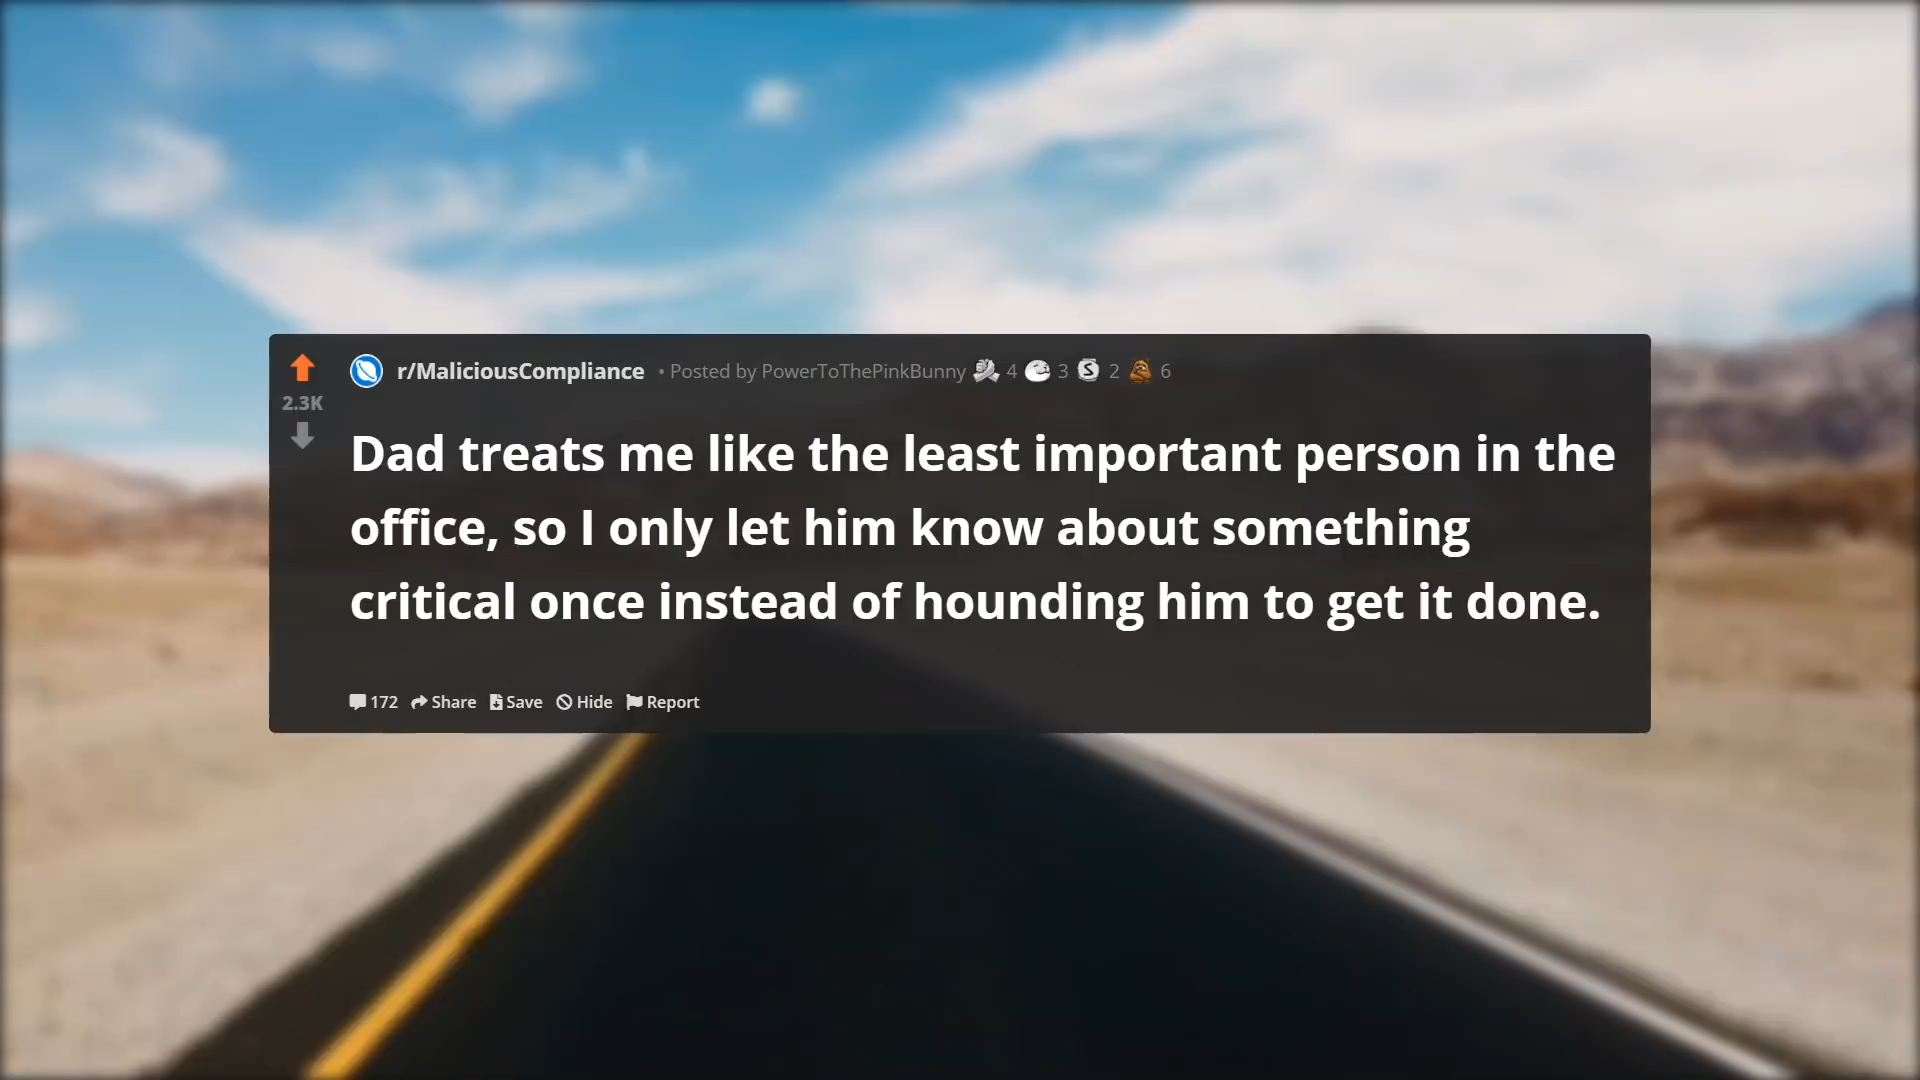 r/MaliciousCompliance • Posted by PowerToThePinkBunny 4 3 S 2 6
2.3K
Dad treats me like the least important person in the
office, so I only let him know about something
critical once instead of hounding him to get it done.
172 Share Save Hide Report